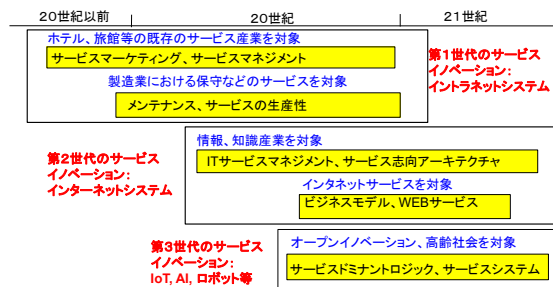 20世紀以前
20世紀
21世紀
ホテル、旅館等の既存のサービス産業を対象
サービスマーケティング、サービスマネジメント
製造業における保守などのサービスを対象
メンテナンス、サービスの生産性
第1世代のサービス
イノベーション:
イントラネットシステム
情報、知識産業を対象
ITサービスマネジメント、サービス志向アーキテクチャ
インタネットサービスを対象
ビジネスモデル、WEBサービス
第2世代のサービス
イノベーション:
インターネットシステム
オープンイノベーション、高齢社会を対象
サービスドミナントロジック、サービスシステム
第3世代のサービス
イノベーション:
IoT, AI, ロボット等